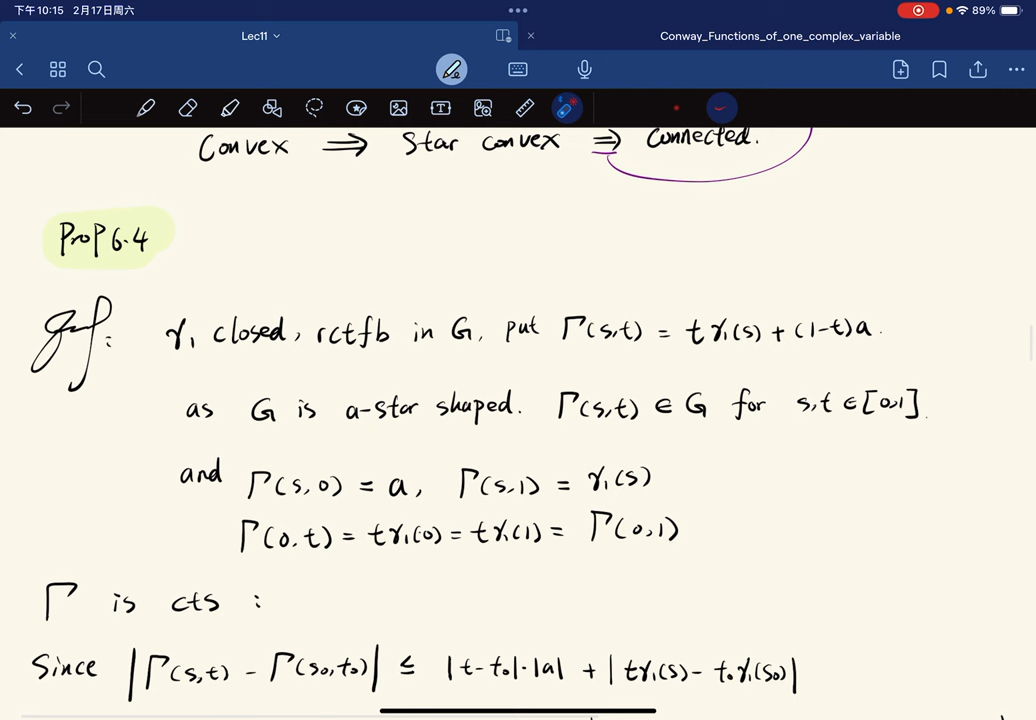 下午10:15 2月17日周六
89%
Lec11
Conway_Functions_of_one_complex_variable
Convex ⟹ Star convex ⟹ Connected.
Prop 6.4
proof: γ₁ closed, rctfb in G, put Γ(s,t) = tγ₁(s) + (1-t)a.
as G is a-star shaped. Γ(s,t) ∈ G for s,t ∈ [0,1].
and Γ(s,0) = a, Γ(s,1) = γ₁(s)
Γ(0,t) = tγ₁(0) = tγ₁(1) = Γ(0,1)
Γ is cts :
Since |Γ(s,t) - Γ(s₀,t₀)| ≤ |t-t₀|·|a| + |tγ₁(s) - t₀γ₁(s₀)|